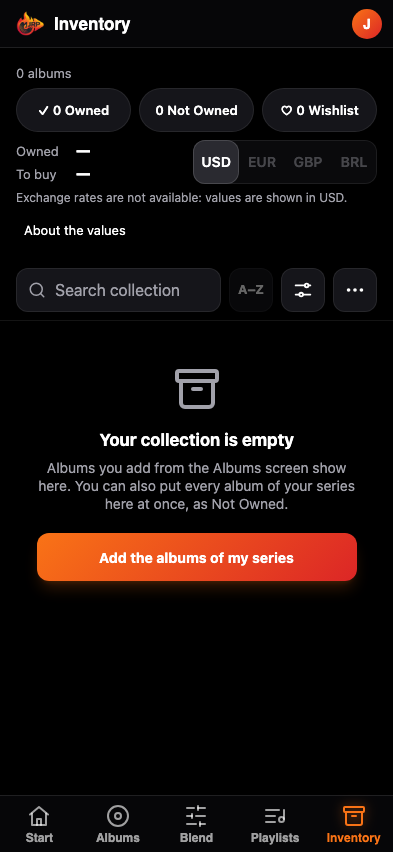 Inventory
J
0 albums
✓ 0 Owned
0 Not Owned
♡ 0 Wishlist
Owned —
USD EUR GBP BRL
To buy —
Exchange rates are not available: values are shown in USD.
About the values
Search collection
A–Z
Your collection is empty
Albums you add from the Albums screen show
here. You can also put every album of your series
here at once, as Not Owned.
Add the albums of my series
Start
Albums
Blend
Playlists
Inventory